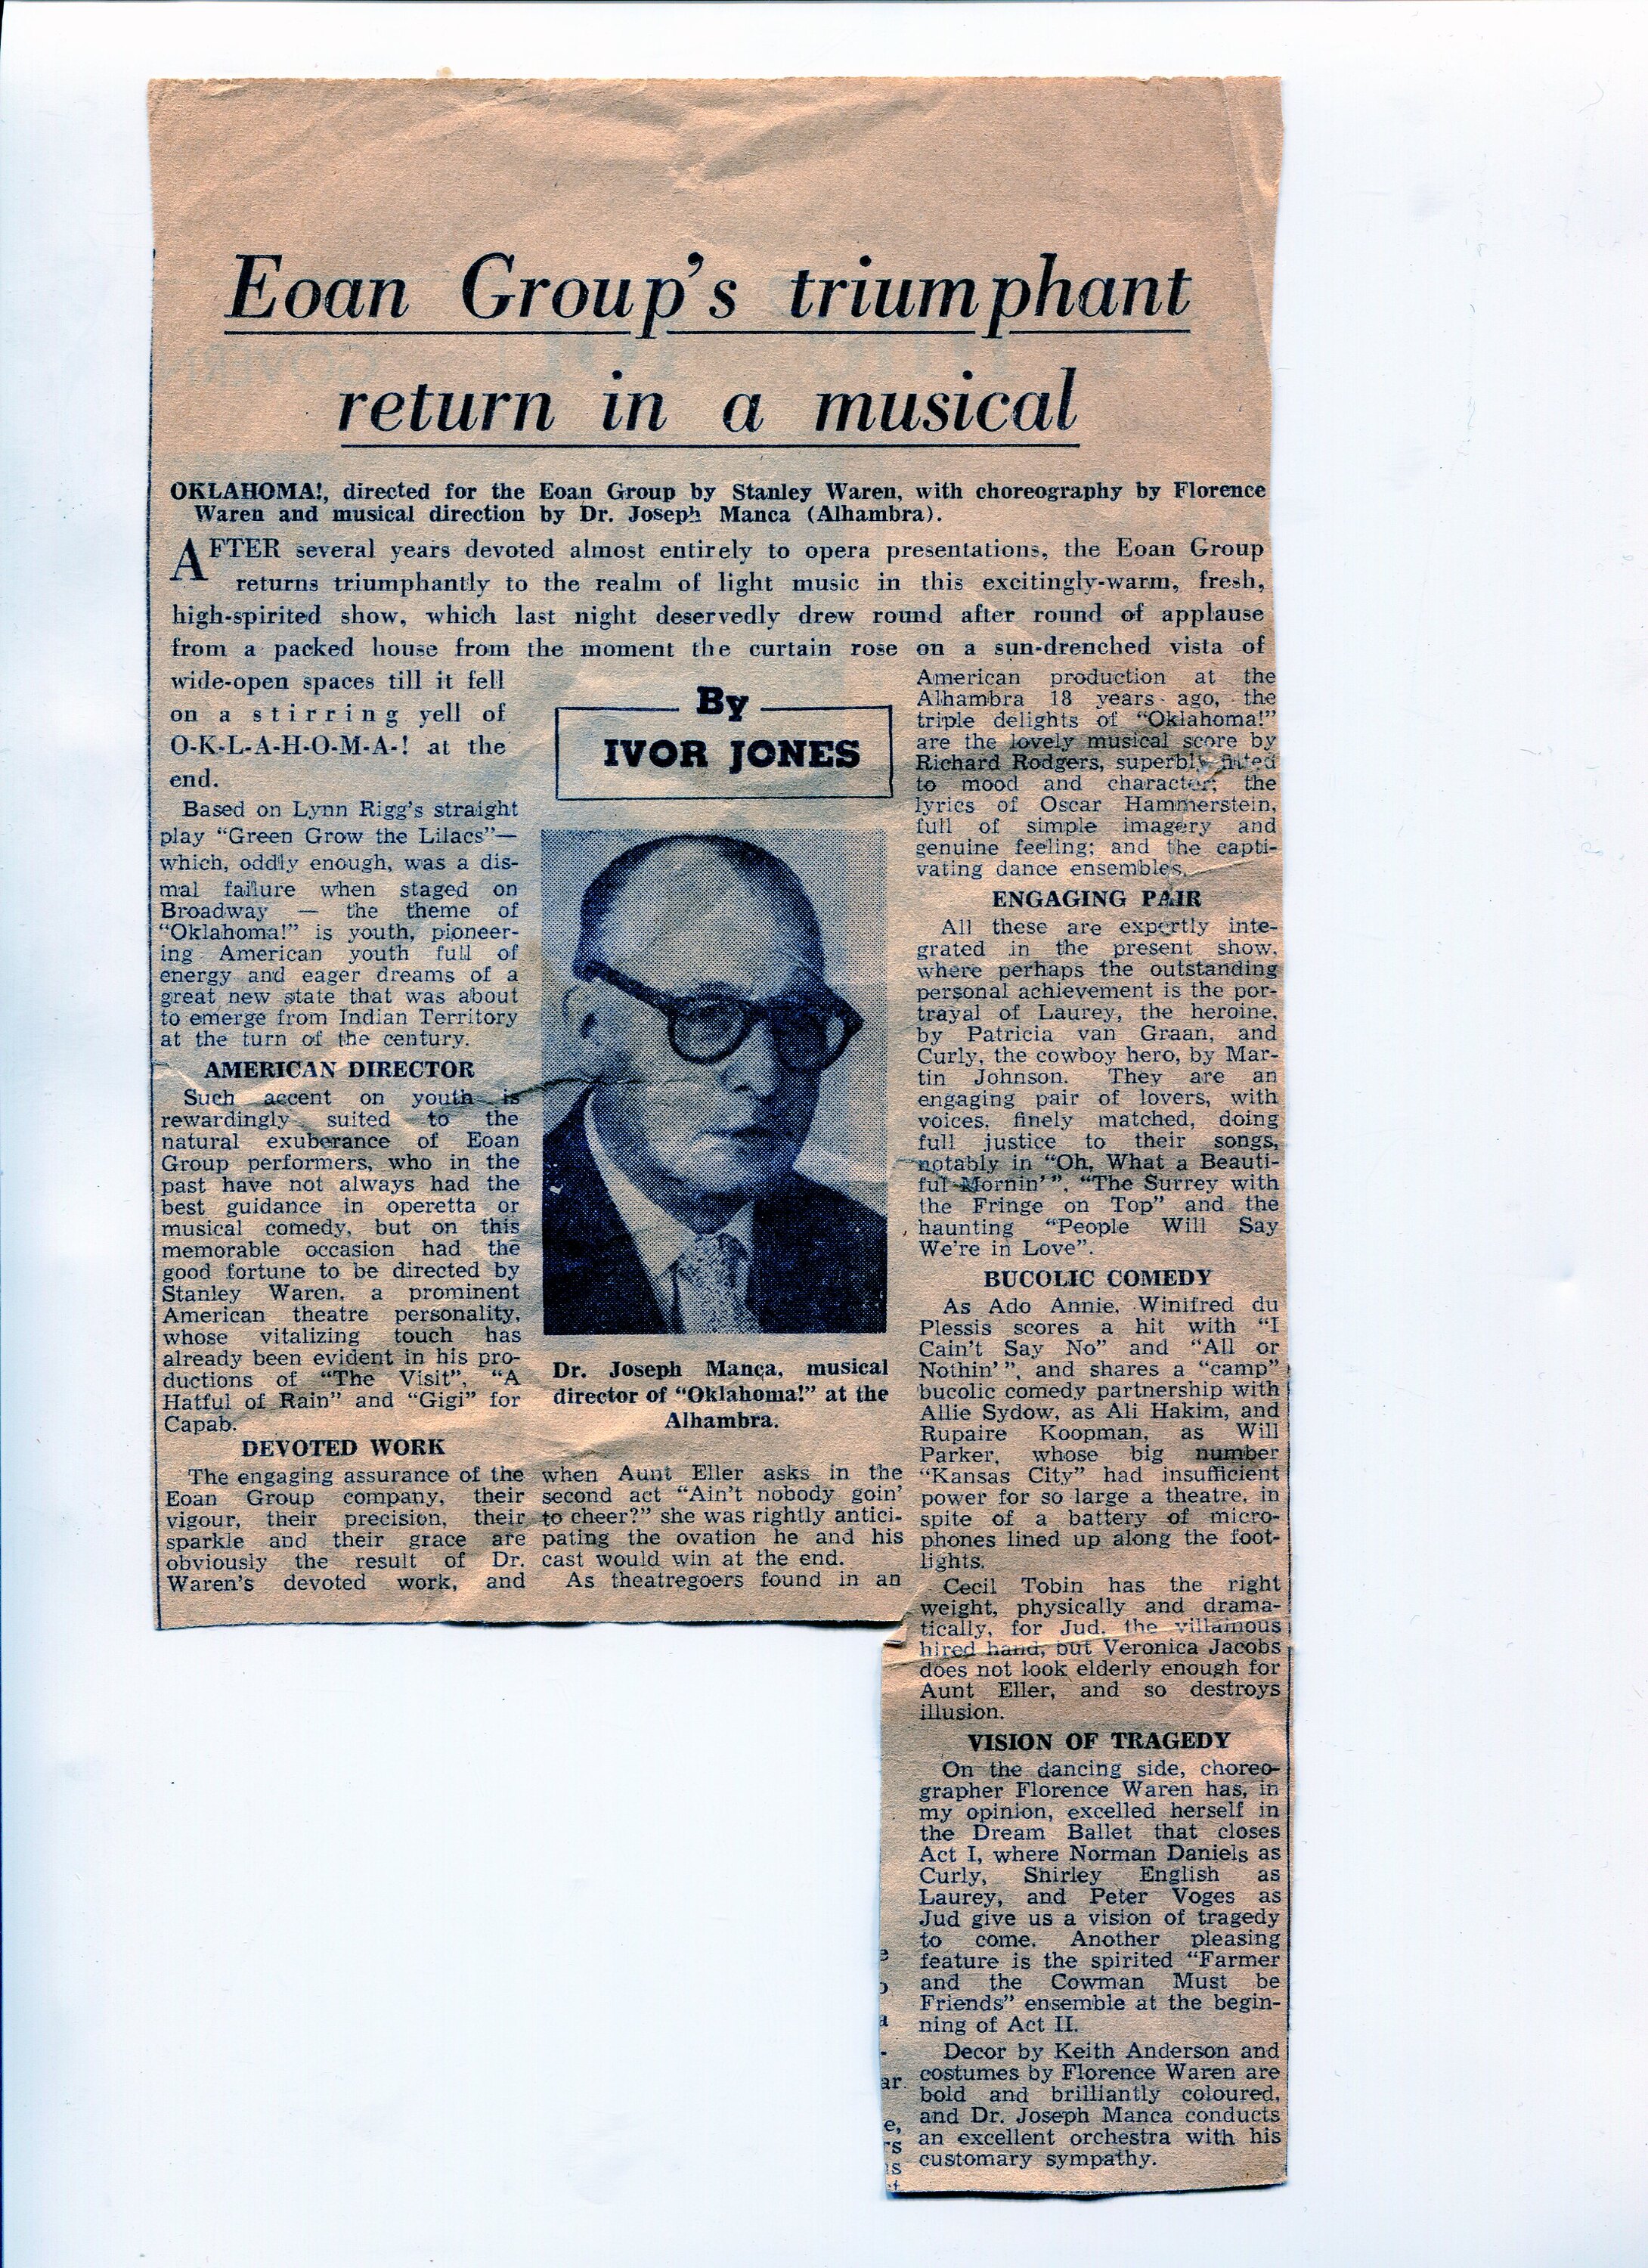 Eoan Group's triumphant
return in a musical
OKLAHOMA!, directed for the Eoan Group by Stanley Waren, with choreography by Florence
Waren and musical direction by Dr. Joseph Manca (Alhambra).
AFTER several years devoted almost entirely to opera presentations, the Eoan Group
returns triumphantly to the realm of light music in this excitingly-warm, fresh,
high-spirited show, which last night deservedly drew round after round of applause
from a packed house from the moment the curtain rose on a sun-drenched vista of
wide-open spaces till it fell
on a stirring yell of
O-K-L-A-H-O-M-A-! at the
end.
Based on Lynn Rigg's straight
play "Green Grow the Lilacs"—
which, oddly enough, was a dis-
mal failure when staged on
Broadway — the theme of
"Oklahoma!" is youth, pioneer-
ing American youth full of
energy and eager dreams of a
great new state that was about
to emerge from Indian Territory
at the turn of the century.
AMERICAN DIRECTOR
Such accent on youth is
rewardingly suited to the
natural exuberance of Eoan
Group performers, who in the
past have not always had the
best guidance in operetta or
musical comedy, but on this
memorable occasion had the
good fortune to be directed by
Stanley Waren, a prominent
American theatre personality,
whose vitalizing touch has
already been evident in his pro-
ductions of "The Visit", "A
Hatful of Rain" and "Gigi" for
Capab.
DEVOTED WORK
The engaging assurance of the
Eoan Group company, their
vigour, their precision, their
sparkle and their grace are
obviously the result of Dr.
Waren's devoted work, and
By
IVOR JONES
Dr. Joseph Manca, musical
director of "Oklahoma!" at the
Alhambra.
when Aunt Eller asks in the
second act "Ain't nobody goin'
to cheer?" she was rightly antici-
pating the ovation he and his
cast would win at the end.
As theatregoers found in an
American production at the
Alhambra 18 years ago, the
triple delights of "Oklahoma!"
are the lovely musical score by
Richard Rodgers, superbly fitted
to mood and character; the
lyrics of Oscar Hammerstein,
full of simple imagery and
genuine feeling; and the capti-
vating dance ensembles.
ENGAGING PAIR
All these are expertly inte-
grated in the present show,
where perhaps the outstanding
personal achievement is the por-
trayal of Laurey, the heroine,
by Patricia van Graan, and
Curly, the cowboy hero, by Mar-
tin Johnson. They are an
engaging pair of lovers, with
voices, finely matched, doing
full justice to their songs,
notably in "Oh, What a Beauti-
ful Mornin'", "The Surrey with
the Fringe on Top" and the
haunting "People Will Say
We're in Love".
BUCOLIC COMEDY
As Ado Annie, Winifred du
Plessis scores a hit with "I
Cain't Say No" and "All or
Nothin'", and shares a "camp"
bucolic comedy partnership with
Allie Sydow, as Ali Hakim, and
Rupaire Koopman, as Will
Parker, whose big number
"Kansas City" had insufficient
power for so large a theatre, in
spite of a battery of micro-
phones lined up along the foot-
lights.
Cecil Tobin has the right
weight, physically and drama-
tically, for Jud, the villainous
hired hand, but Veronica Jacobs
does not look elderly enough for
Aunt Eller, and so destroys
illusion.
VISION OF TRAGEDY
On the dancing side, choreo-
grapher Florence Waren has, in
my opinion, excelled herself in
the Dream Ballet that closes
Act I, where Norman Daniels as
Curly, Shirley English as
Laurey, and Peter Voges as
Jud give us a vision of tragedy
to come. Another pleasing
feature is the spirited "Farmer
and the Cowman Must be
Friends" ensemble at the begin-
ning of Act II.
Decor by Keith Anderson and
costumes by Florence Waren are
bold and brilliantly coloured,
and Dr. Joseph Manca conducts
an excellent orchestra with his
customary sympathy.